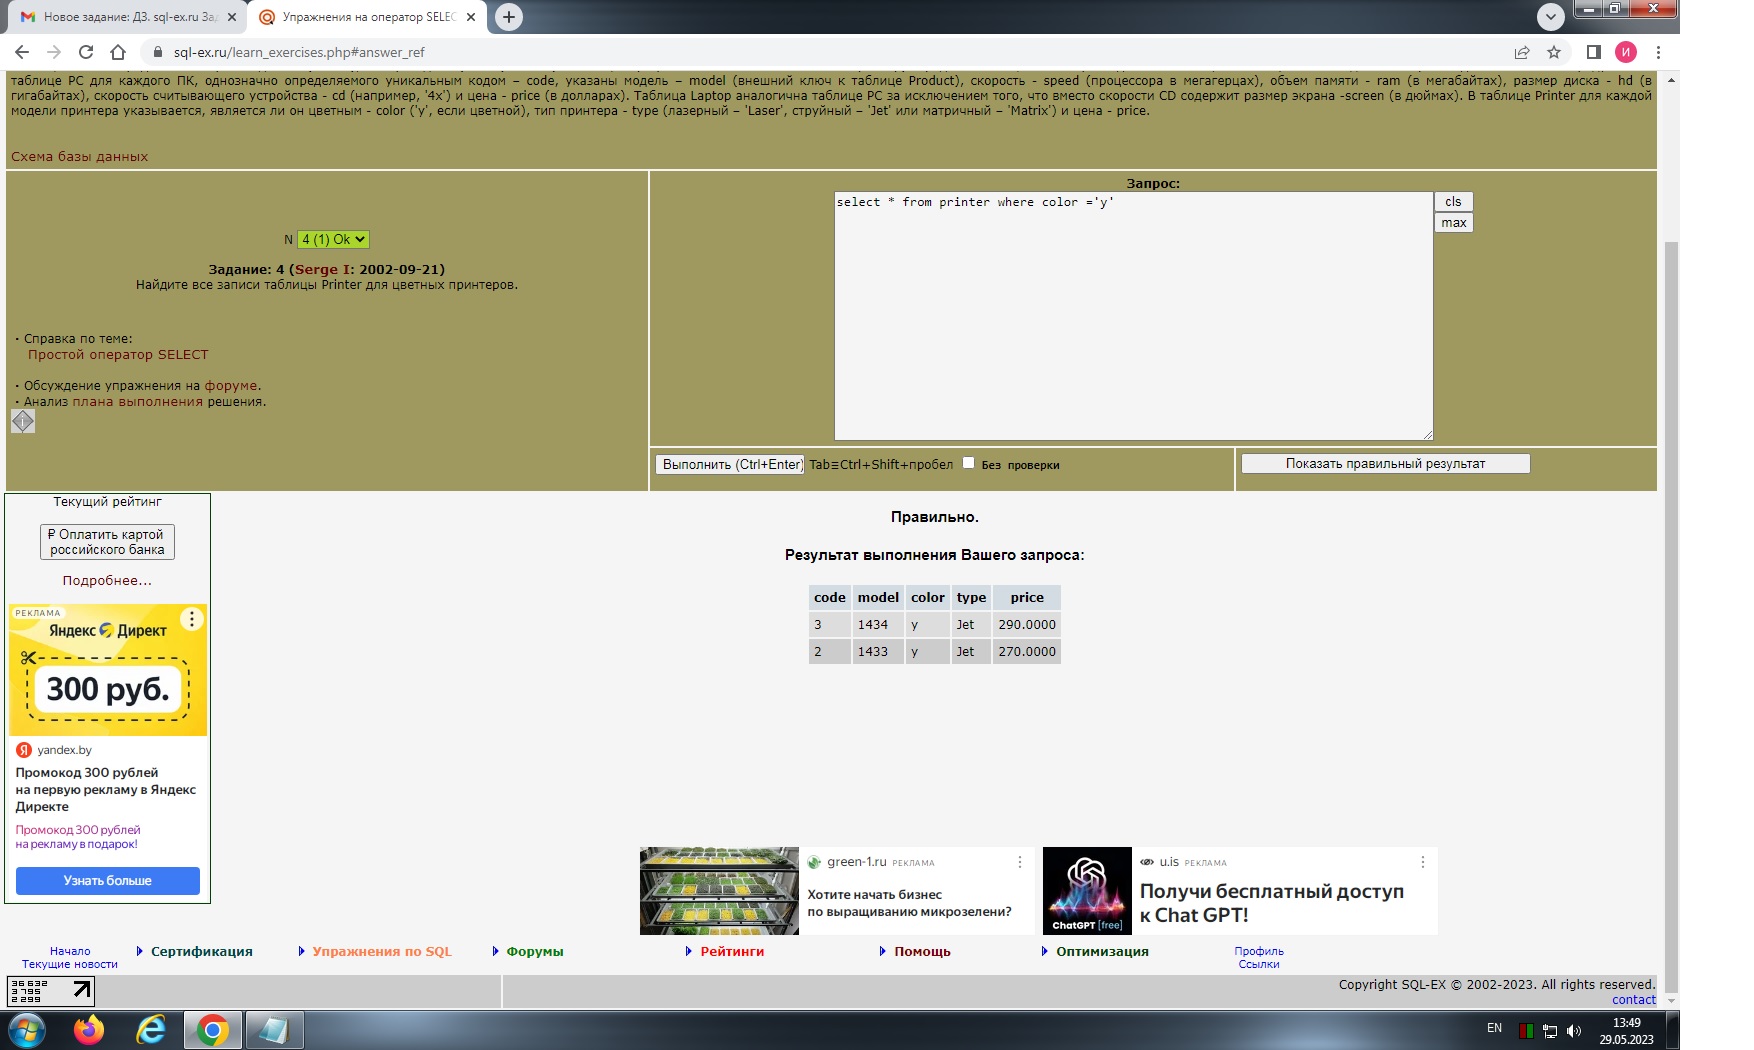 Новое задание: ДЗ. sql-ex.ru Зад
Упражнения на оператор SELEC
sql-ex.ru/learn_exercises.php#answer_ref
И
таблице PC для каждого ПК, однозначно определяемого уникальным кодом – code, указаны модель – model (внешний ключ к таблице Product), скорость - speed (процессора в мегагерцах), объем памяти - ram (в мегабайтах), размер диска - hd (в
гигабайтах), скорость считывающего устройства - cd (например, '4x') и цена - price (в долларах). Таблица Laptop аналогична таблице PC за исключением того, что вместо скорости CD содержит размер экрана -screen (в дюймах). В таблице Printer для каждой
модели принтера указывается, является ли он цветным - color ('y', если цветной), тип принтера - type (лазерный – 'Laser', струйный – 'Jet' или матричный – 'Matrix') и цена - price.
Схема базы данных
N 4 (1) Ok
Задание: 4 (Serge I: 2002-09-21)
Найдите все записи таблицы Printer для цветных принтеров.
• Справка по теме:
Простой оператор SELECT
• Обсуждение упражнения на форуме.
• Анализ плана выполнения решения.
Запрос:
select * from printer where color ='y'
cls
max
Выполнить (Ctrl+Enter) Tab≡Ctrl+Shift+пробел Без проверки
Показать правильный результат
Текущий рейтинг
₽ Оплатить картой
российского банка
Подробнее...
РЕКЛАМА
Яндекс Директ
300 руб.
Я yandex.by
Промокод 300 рублей
на первую рекламу в Яндекс
Директе
Промокод 300 рублей
на рекламу в подарок!
Узнать больше
Правильно.
Результат выполнения Вашего запроса:
code model color type price
3 1434 y Jet 290.0000
2 1433 y Jet 270.0000
green-1.ru РЕКЛАМА
Хотите начать бизнес
по выращиванию микрозелени?
ChatGPT [free]
u.is РЕКЛАМА
Получи бесплатный доступ
к Chat GPT!
Начало
Текущие новости
Сертификация
Упражнения по SQL
Форумы
Рейтинги
Помощь
Оптимизация
Профиль
Ссылки
36 632
3 795
2 299
Copyright SQL-EX © 2002-2023. All rights reserved.
contact
EN
13:49
29.05.2023